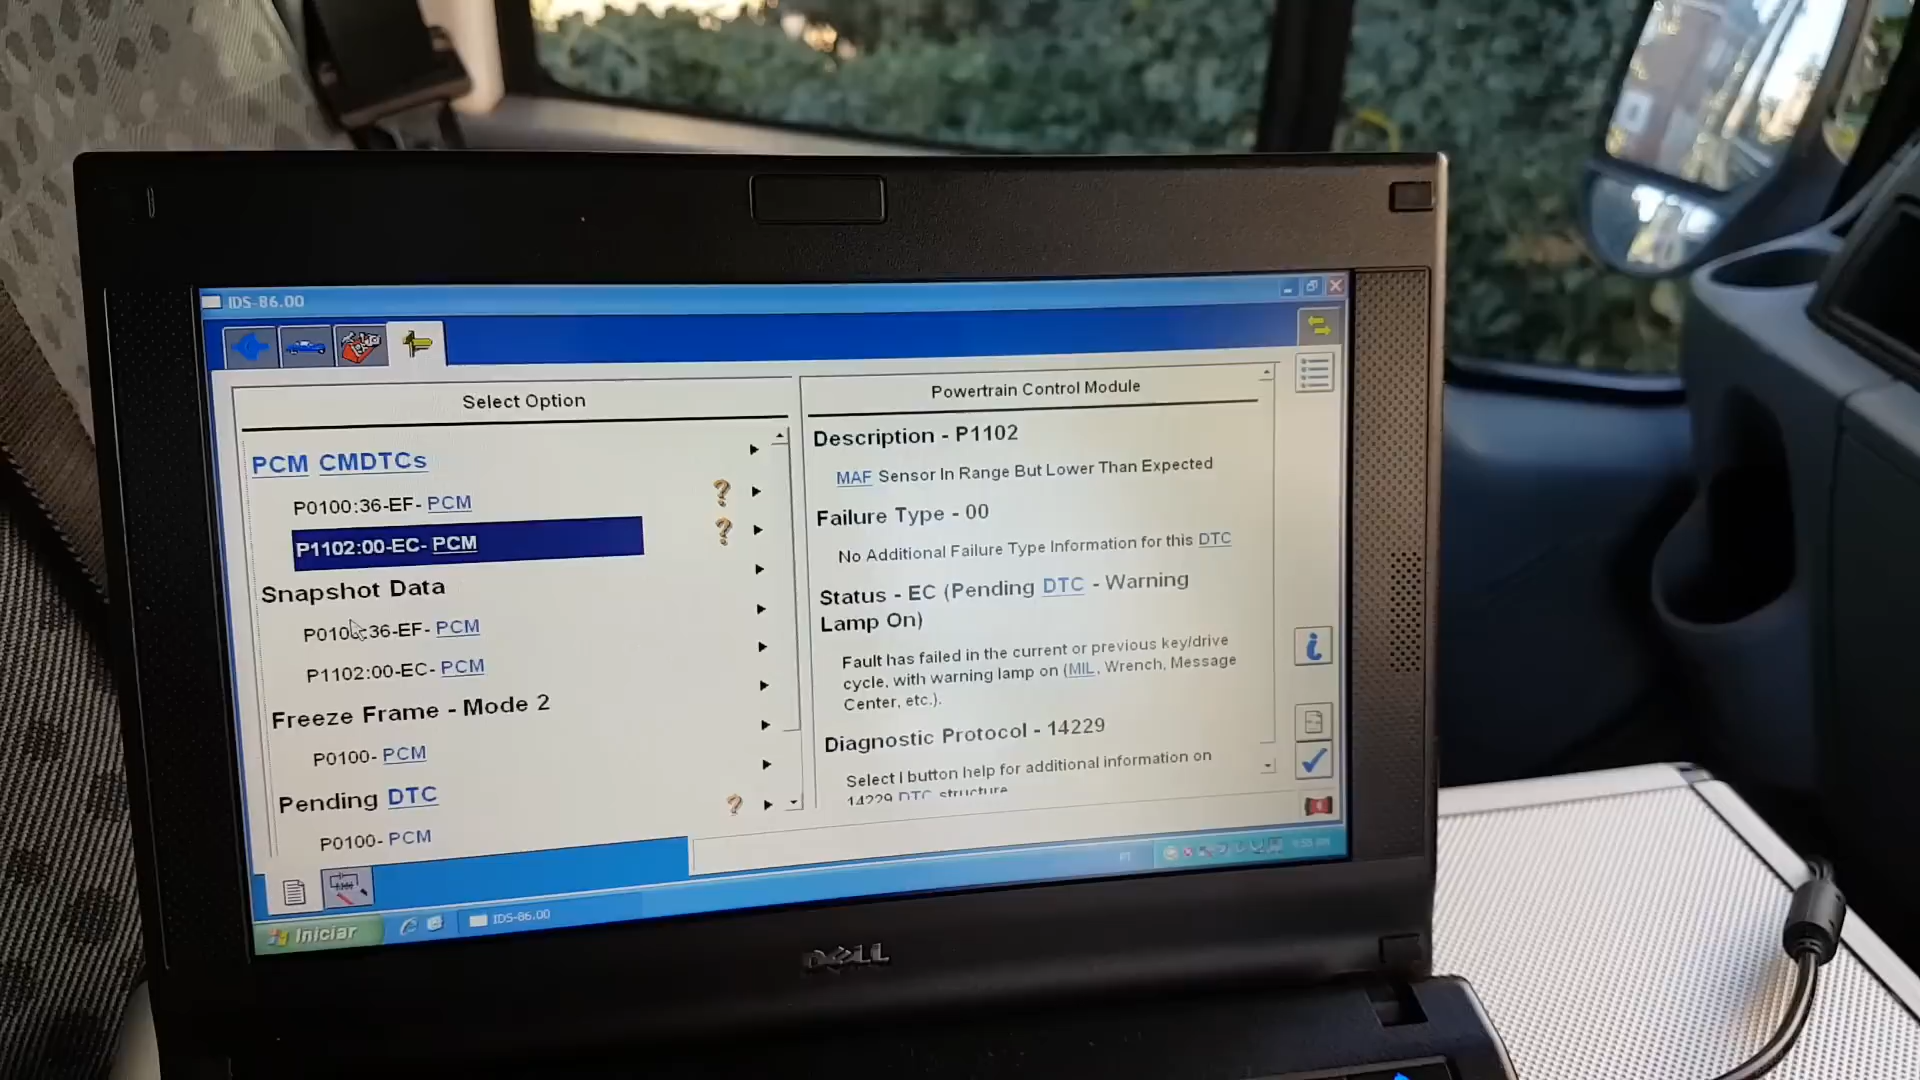 IDS-86.00
Select Option
PCM CMDTCs
P0100:36-EF- PCM
P1102:00-EC- PCM
Snapshot Data
P0100:36-EF- PCM
P1102:00-EC- PCM
Freeze Frame - Mode 2
P0100- PCM
Pending DTC
P0100- PCM
Powertrain Control Module
Description - P1102
MAF Sensor In Range But Lower Than Expected
Failure Type - 00
No Additional Failure Type Information for this DTC
Status - EC (Pending DTC - Warning
Lamp On)
Fault has failed in the current or previous key/drive
cycle, with warning lamp on (MIL, Wrench, Message
Center, etc.).
Diagnostic Protocol - 14229
Select I button help for additional information on
14229 DTC structure
PT
Iniciar
IDS-86.00
DELL